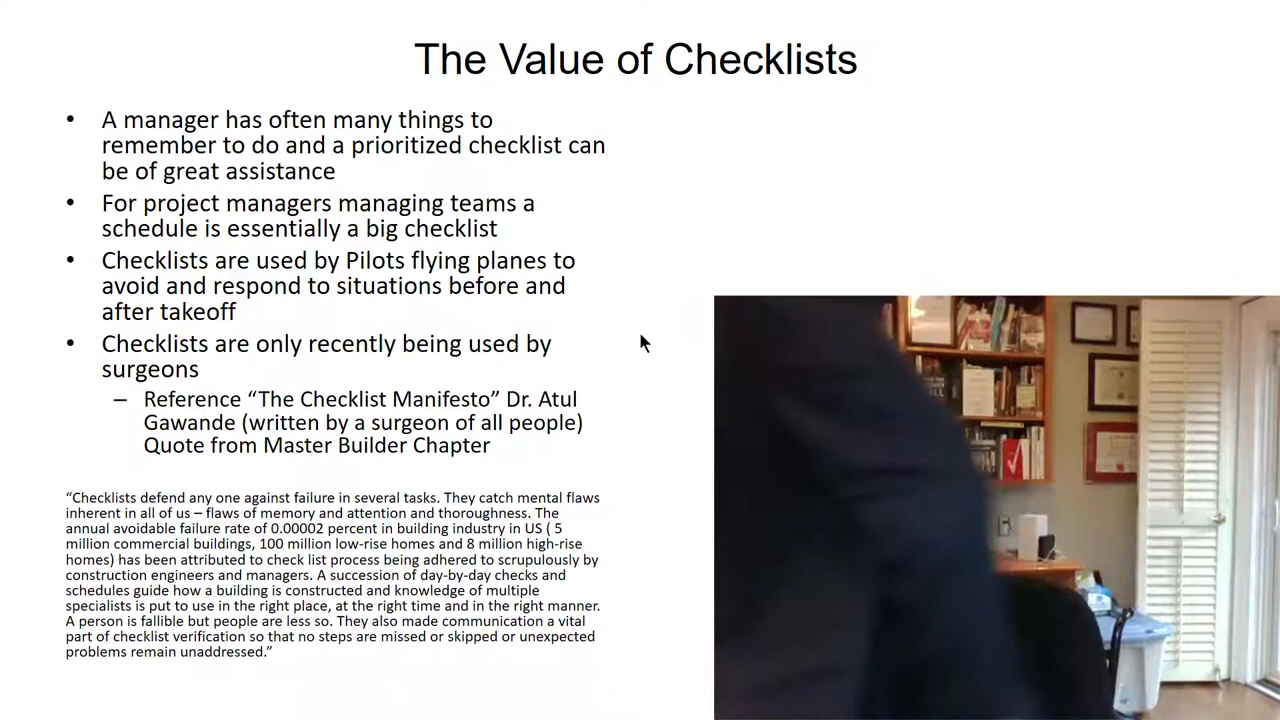 The Value of Checklists
• A manager has often many things to
remember to do and a prioritized checklist can
be of great assistance
• For project managers managing teams a
schedule is essentially a big checklist
• Checklists are used by Pilots flying planes to
avoid and respond to situations before and
after takeoff
• Checklists are only recently being used by
surgeons
– Reference “The Checklist Manifesto” Dr. Atul
Gawande (written by a surgeon of all people)
Quote from Master Builder Chapter
“Checklists defend any one against failure in several tasks. They catch mental flaws
inherent in all of us – flaws of memory and attention and thoroughness. The
annual avoidable failure rate of 0.00002 percent in building industry in US ( 5
million commercial buildings, 100 million low-rise homes and 8 million high-rise
homes) has been attributed to check list process being adhered to scrupulously by
construction engineers and managers. A succession of day-by-day checks and
schedules guide how a building is constructed and knowledge of multiple
specialists is put to use in the right place, at the right time and in the right manner.
A person is fallible but people are less so. They also made communication a vital
part of checklist verification so that no steps are missed or skipped or unexpected
problems remain unaddressed.”